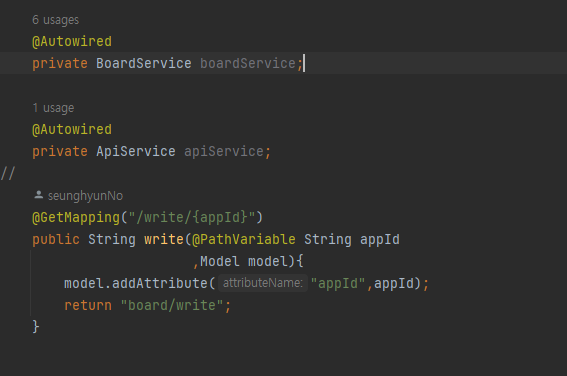 6 usages
@Autowired
private BoardService boardService;
1 usage
@Autowired
private ApiService apiService;
//
seunghyunNo
@GetMapping("/write/{appId}")
public String write(@PathVariable String appId
,Model model){
model.addAttribute( attributeName: "appId",appId);
return "board/write";
}